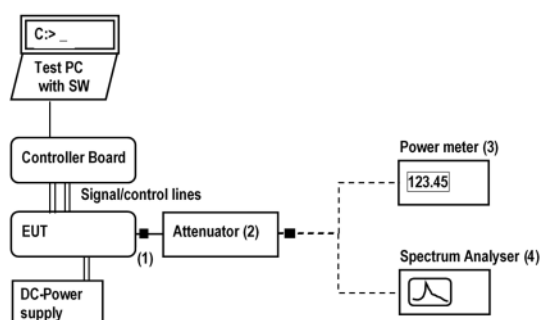 C:> _
Test PC
with SW
Controller Board
Signal/control lines
EUT
(1)
Attenuator (2)
DC-Power
supply
Power meter (3)
123.45
Spectrum Analyser (4)